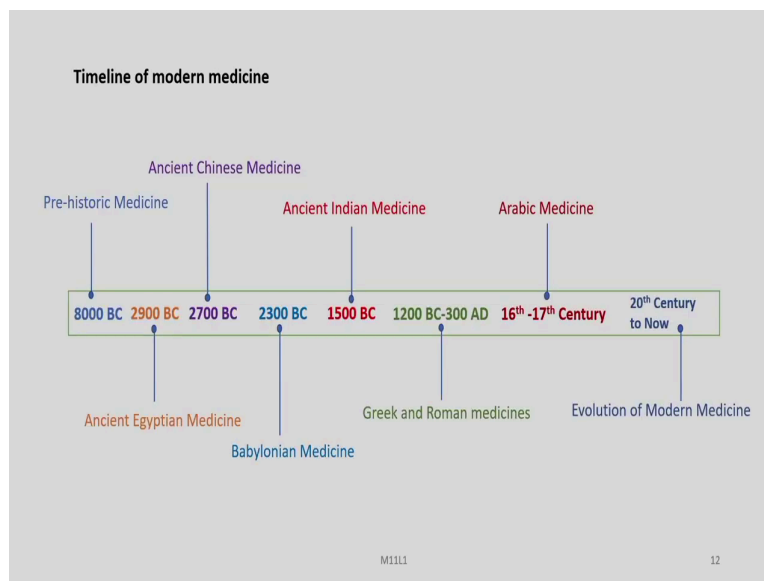 Timeline of modern medicine
Ancient Chinese Medicine
Pre-historic Medicine
Ancient Indian Medicine
Arabic Medicine
8000 BC 2900 BC 2700 BC 2300 BC 1500 BC 1200 BC-300 AD 16th -17th Century 20th Century
to Now
Greek and Roman medicines
Evolution of Modern Medicine
Ancient Egyptian Medicine
Babylonian Medicine
M11L1
12